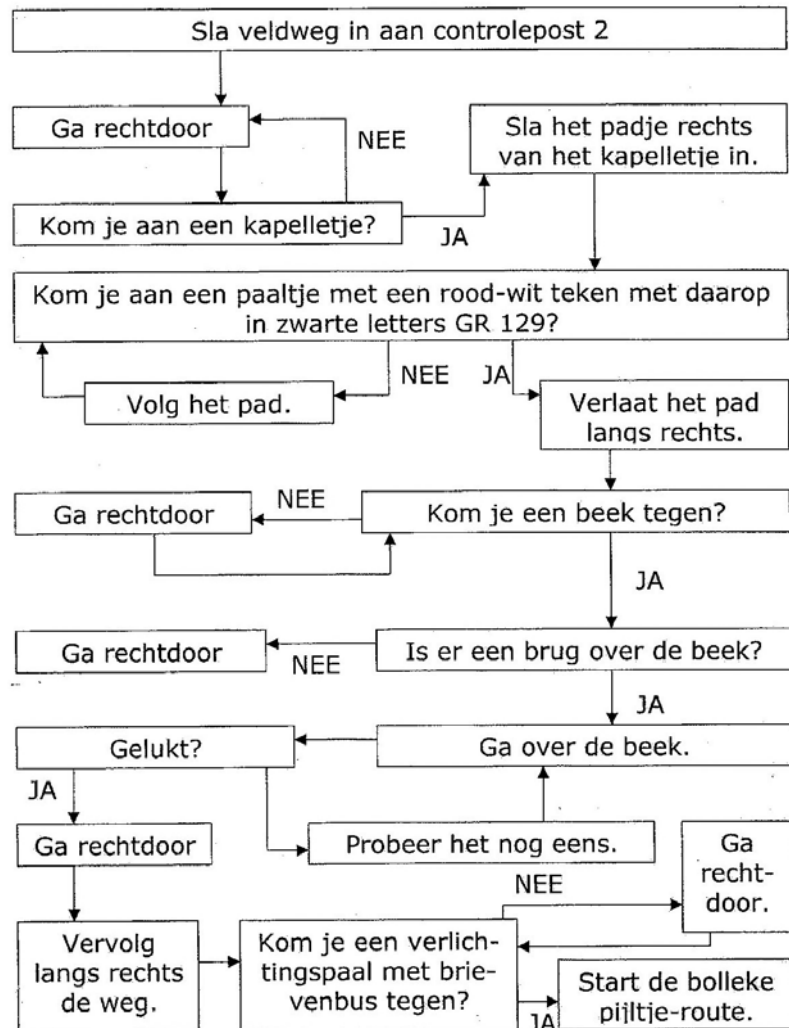 Sla veldweg in aan controlepost 2
Ga rechtdoor
NEE
Sla het padje rechts
van het kapelletje in.
Kom je aan een kapelletje?
JA
Kom je aan een paaltje met een rood-wit teken met daarop
in zwarte letters GR 129?
NEE
JA
Volg het pad.
Verlaat het pad
langs rechts.
Ga rechtdoor
NEE
Kom je een beek tegen?
JA
Ga rechtdoor
NEE
Is er een brug over de beek?
JA
Gelukt?
Ga over de beek.
JA
Ga rechtdoor
Probeer het nog eens.
Ga
recht-
door.
NEE
Vervolg
langs rechts
de weg.
Kom je een verlich-
tingspaal met brie-
venbus tegen?
JA
Start de bolleke
pijltje-route.